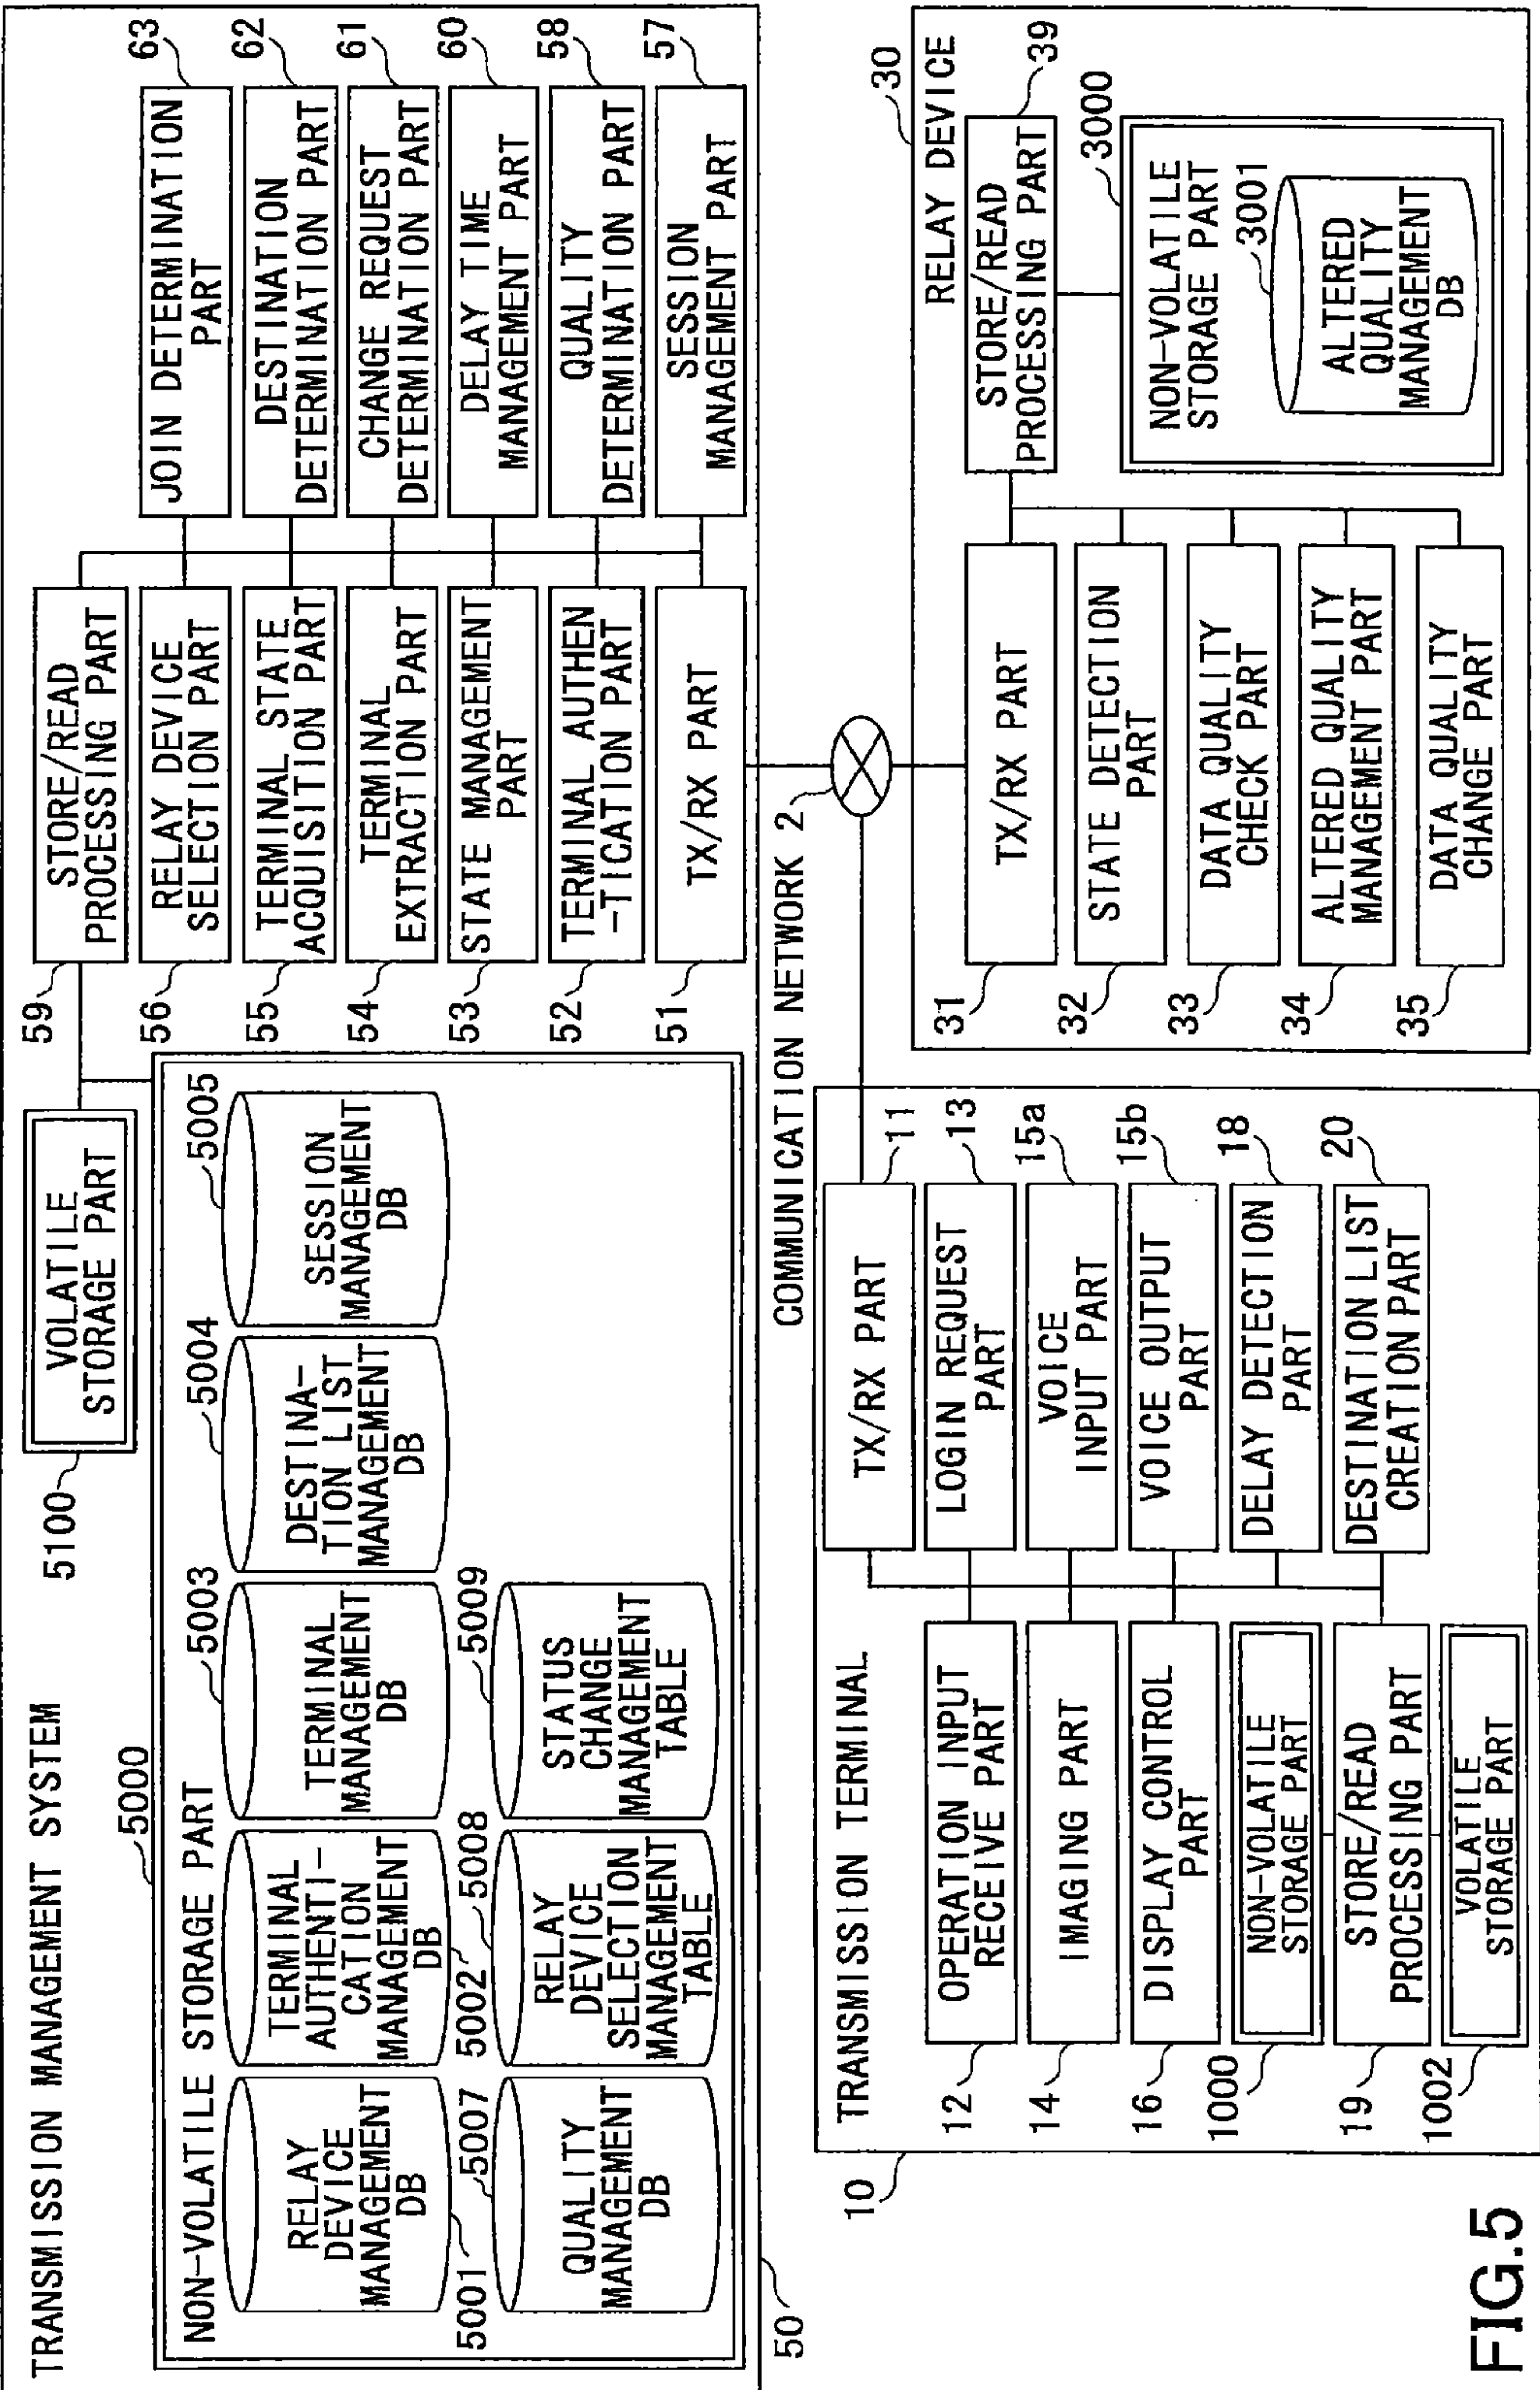 TRANSMISSION MANAGEMENT SYSTEM
5000
NON-VOLATILE STORAGE PART
RELAY
DEVICE
MANAGEMENT
DB
5001
TERMINAL
AUTHENTI-
CATION
MANAGEMENT
DB
5002
TERMINAL
MANAGEMENT
DB
5003
DESTINA-
TION LIST
MANAGEMENT
DB
5004
SESSION
MANAGEMENT
DB
5005
QUALITY
MANAGEMENT
DB
5007
RELAY
DEVICE
SELECTION
MANAGEMENT
TABLE
5008
STATUS
CHANGE
MANAGEMENT
TABLE
5009
50
5100
VOLATILE
STORAGE PART
59
STORE/READ
PROCESSING PART
56
RELAY DEVICE
SELECTION PART
55
TERMINAL STATE
ACQUISITION PART
54
TERMINAL
EXTRACTION PART
53
STATE MANAGEMENT
PART
52
TERMINAL AUTHEN
-TICATION PART
51
TX/RX PART
JOIN DETERMINATION
PART
63
DESTINATION
DETERMINATION PART
62
CHANGE REQUEST
DETERMINATION PART
61
DELAY TIME
MANAGEMENT PART
60
QUALITY
DETERMINATION PART
58
SESSION
MANAGEMENT PART
57
COMMUNICATION NETWORK 2
10
TRANSMISSION TERMINAL
12
OPERATION INPUT
RECEIVE PART
14
IMAGING PART
16
DISPLAY CONTROL
PART
1000
NON-VOLATILE
STORAGE PART
19
STORE/READ
PROCESSING PART
1002
VOLATILE
STORAGE PART
TX/RX PART
11
LOGIN REQUEST
PART
13
VOICE
INPUT PART
15a
VOICE OUTPUT
PART
15b
DELAY DETECTION
PART
18
DESTINATION LIST
CREATION PART
20
30
RELAY DEVICE
31
TX/RX PART
32
STATE DETECTION
PART
33
DATA QUALITY
CHECK PART
34
ALTERED QUALITY
MANAGEMENT PART
35
DATA QUALITY
CHANGE PART
STORE/READ
PROCESSING PART
39
3000
NON-VOLATILE
STORAGE PART
3001
ALTERED
QUALITY
MANAGEMENT
DB
FIG.5